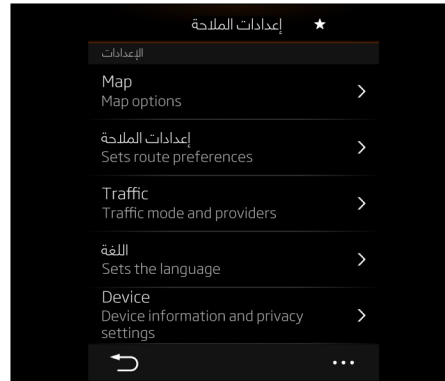 إعدادات الملاحة
الإعدادات
Map
Map options
إعدادات الملاحة
Sets route preferences
Traffic
Traffic mode and providers
اللغة
Sets the language
Device
Device information and privacy
settings